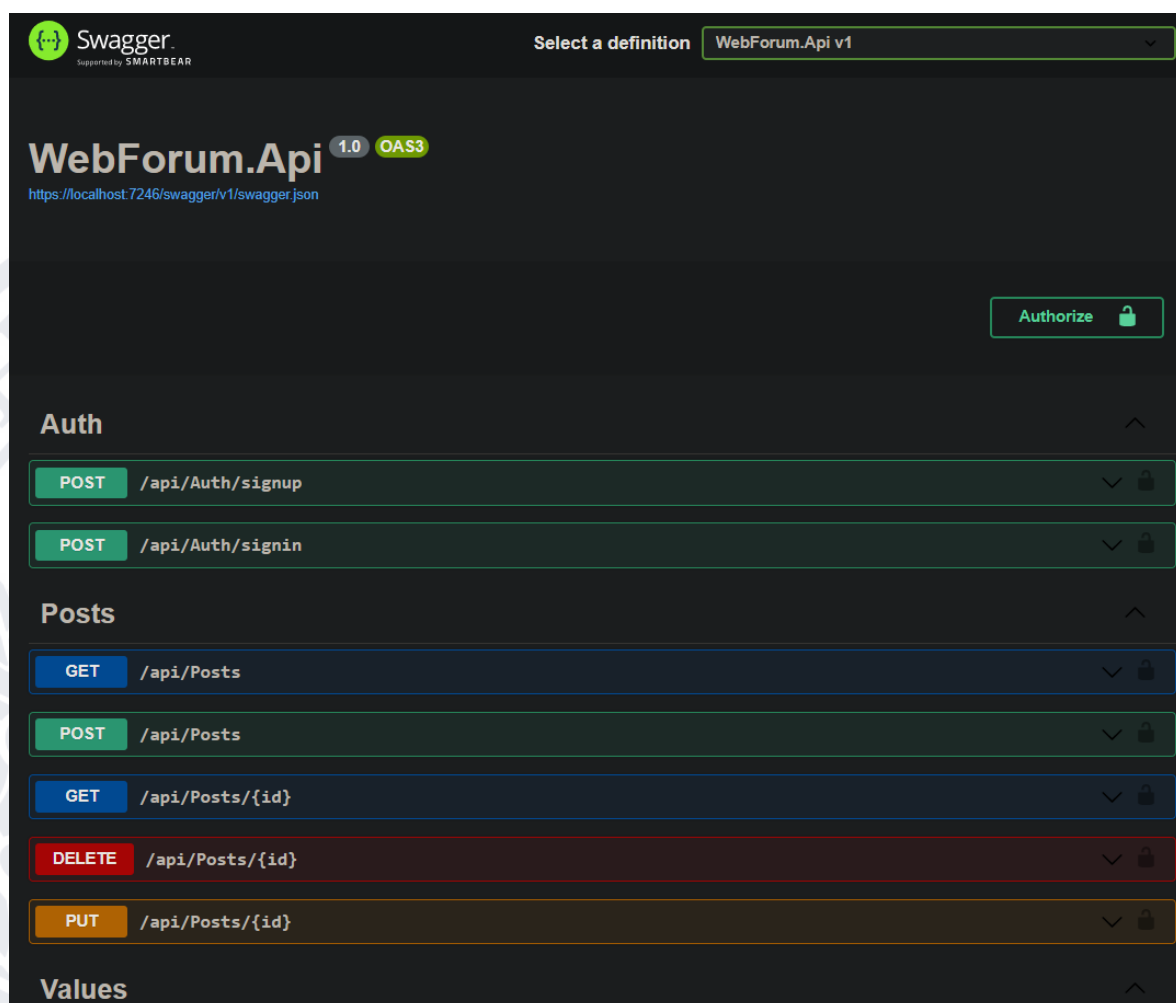 Swagger.
Supported by SMARTBEAR
Select a definition
WebForum.Api v1
WebForum.Api 1.0 OAS3
https://localhost:7246/swagger/v1/swagger.json
Authorize
Auth
POST /api/Auth/signup
POST /api/Auth/signin
Posts
GET /api/Posts
POST /api/Posts
GET /api/Posts/{id}
DELETE /api/Posts/{id}
PUT /api/Posts/{id}
Values